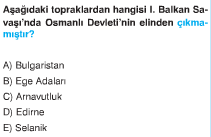 Aşağıdaki topraklardan hangisi I. Balkan Sa-
vaşı’nda Osmanlı Devleti’nin elinden çıkma-
mıştır?
A) Bulgaristan
B) Ege Adaları
C) Arnavutluk
D) Edirne
E) Selanik